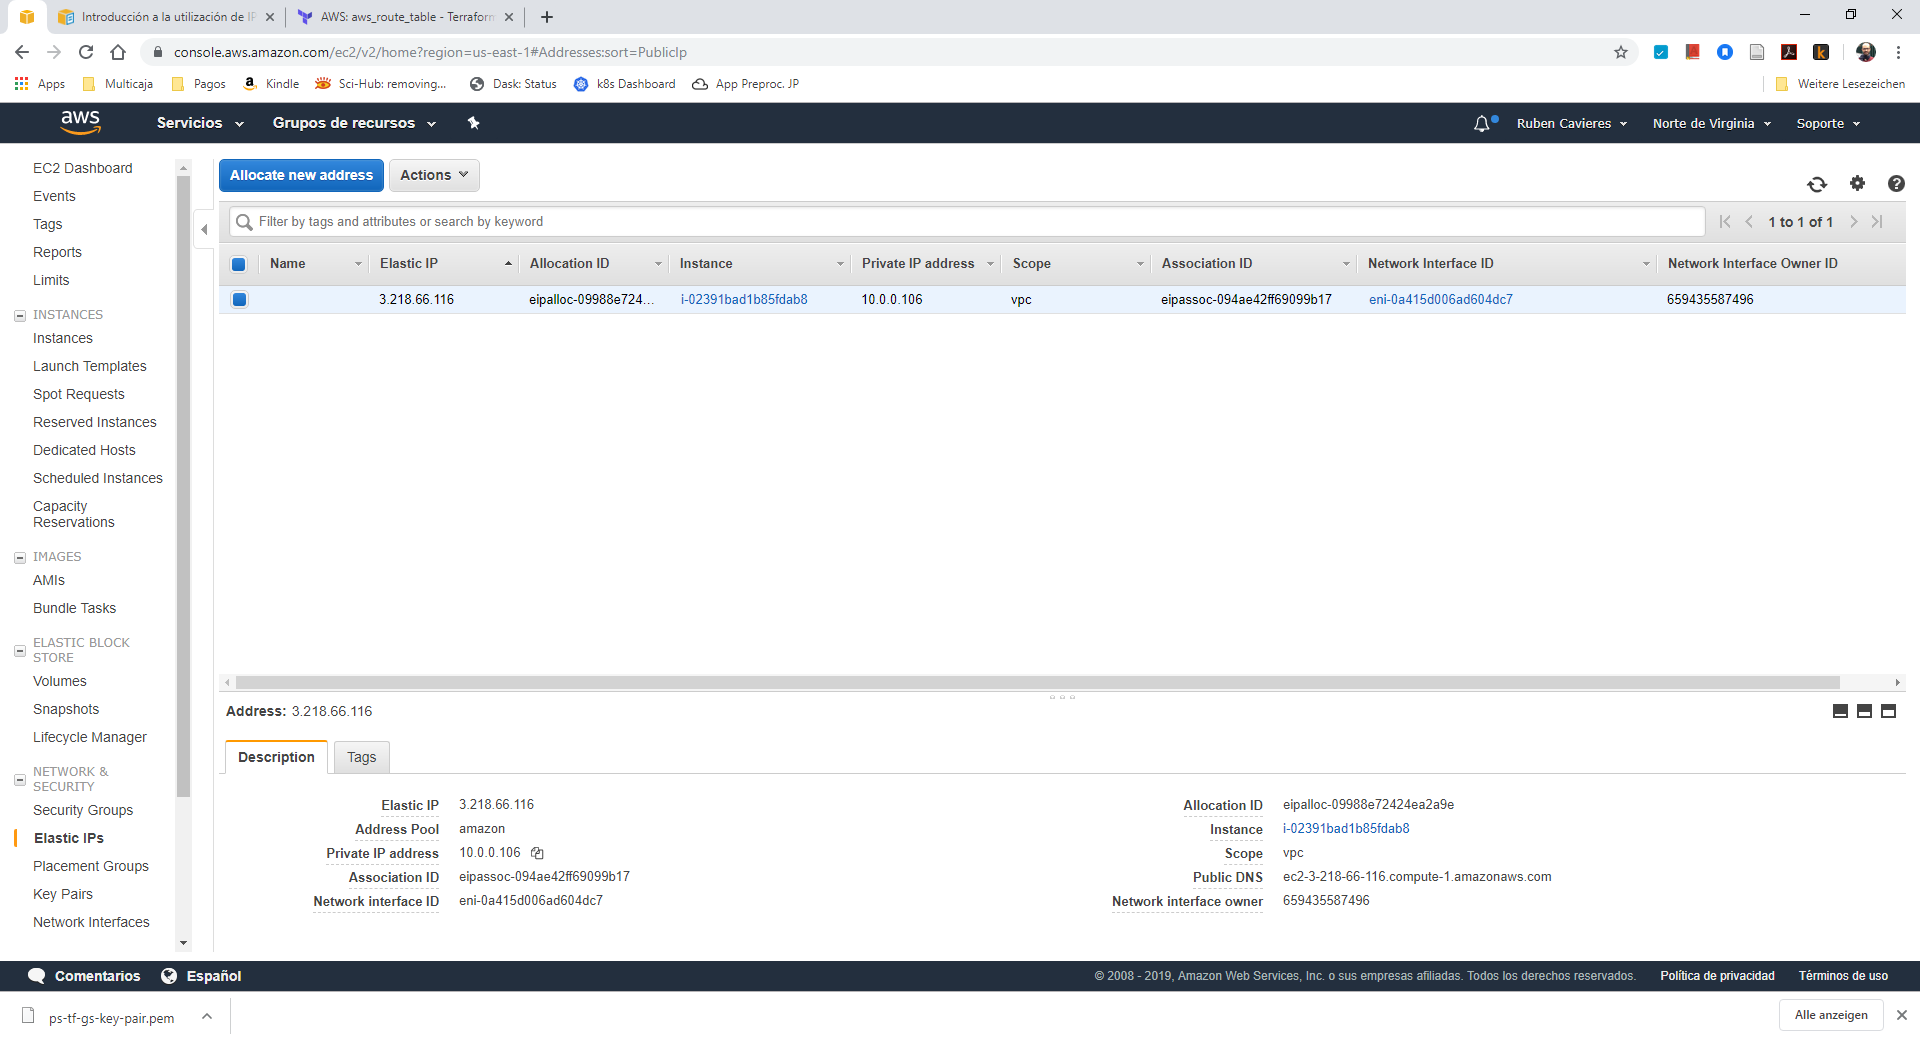 Introducción a la utilización de IP
AWS: aws_route_table - Terraform
console.aws.amazon.com/ec2/v2/home?region=us-east-1#Addresses:sort=PublicIp
Apps
Multicaja
Pagos
Kindle
Sci-Hub: removing...
Dask: Status
k8s Dashboard
App Preproc. JP
Weitere Lesezeichen
aws
Servicios
Grupos de recursos
Ruben Cavieres
Norte de Virginia
Soporte
EC2 Dashboard
Events
Tags
Reports
Limits
INSTANCES
Instances
Launch Templates
Spot Requests
Reserved Instances
Dedicated Hosts
Scheduled Instances
Capacity
Reservations
IMAGES
AMIs
Bundle Tasks
ELASTIC BLOCK
STORE
Volumes
Snapshots
Lifecycle Manager
NETWORK &
SECURITY
Security Groups
Elastic IPs
Placement Groups
Key Pairs
Network Interfaces
Allocate new address
Actions
Filter by tags and attributes or search by keyword
1 to 1 of 1
Name Elastic IP Allocation ID Instance Private IP address Scope Association ID Network Interface ID Network Interface Owner ID
3.218.66.116 eipalloc-09988e724... i-02391bad1b85fdab8 10.0.0.106 vpc eipassoc-094ae42ff69099b17 eni-0a415d006ad604dc7 659435587496
Address: 3.218.66.116
Description
Tags
Elastic IP 3.218.66.116
Address Pool amazon
Private IP address 10.0.0.106
Association ID eipassoc-094ae42ff69099b17
Network interface ID eni-0a415d006ad604dc7
Allocation ID eipalloc-09988e72424ea2a9e
Instance i-02391bad1b85fdab8
Scope vpc
Public DNS ec2-3-218-66-116.compute-1.amazonaws.com
Network interface owner 659435587496
Comentarios
Español
© 2008 - 2019, Amazon Web Services, Inc. o sus empresas afiliadas. Todos los derechos reservados.
Política de privacidad
Términos de uso
ps-tf-gs-key-pair.pem
Alle anzeigen